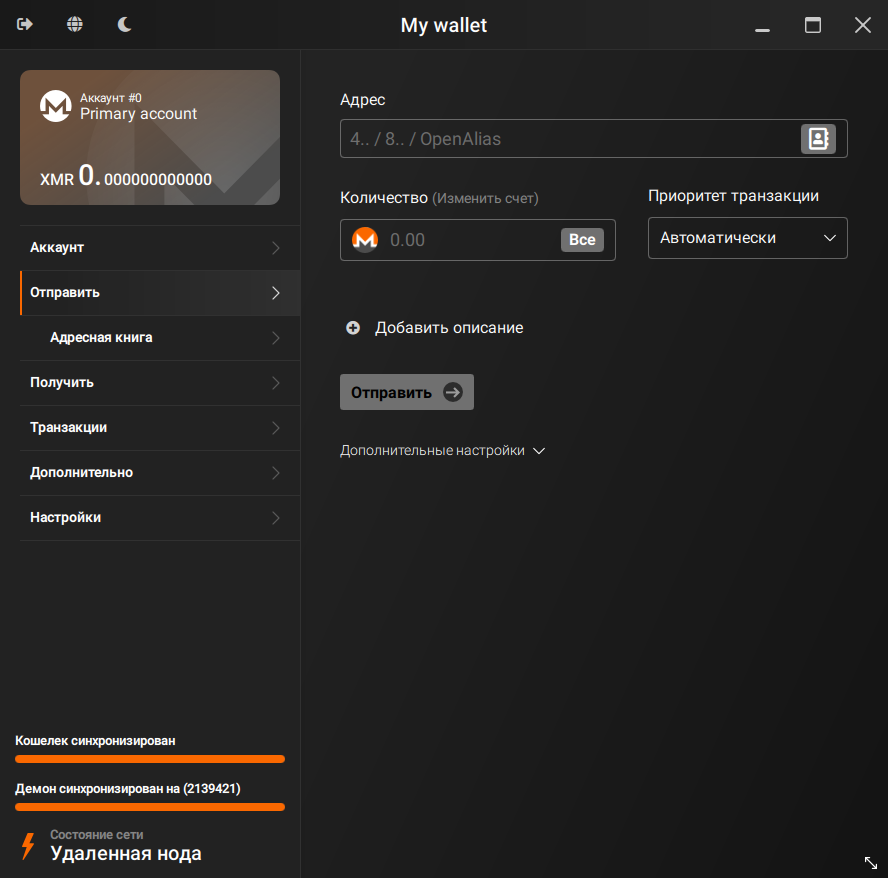 My wallet
Аккаунт #0
Primary account
XMR 0.000000000000
Аккаунт
Отправить
Адресная книга
Получить
Транзакции
Дополнительно
Настройки
Кошелек синхронизирован
Демон синхронизирован на (2139421)
Состояние сети
Удаленная нода
Адрес
4.. / 8.. / OpenAlias
Количество (Изменить счет)
0.00 Все
Приоритет транзакции
Автоматически
Добавить описание
Отправить
Дополнительные настройки